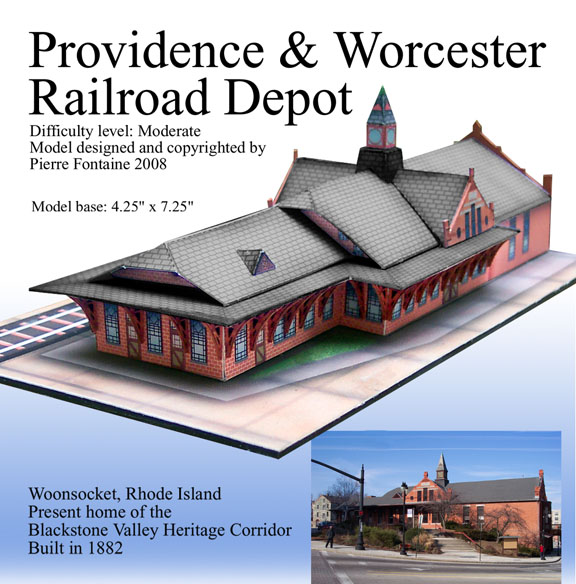 Providence & Worcester
Railroad Depot
Difficulty level: Moderate
Model designed and copyrighted by
Pierre Fontaine 2008
Model base: 4.25" x 7.25"
Woonsocket, Rhode Island
Present home of the
Blackstone Valley Heritage Corridor
Built in 1882